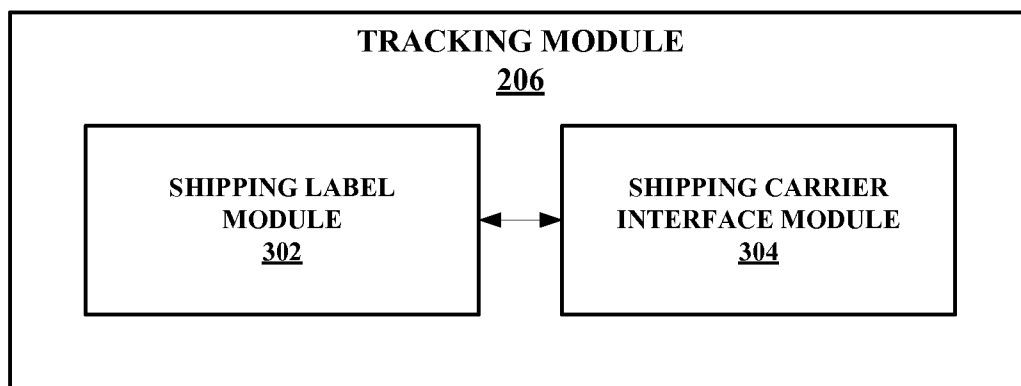 TRACKING MODULE
206
SHIPPING LABEL
MODULE
302
SHIPPING CARRIER
INTERFACE MODULE
304